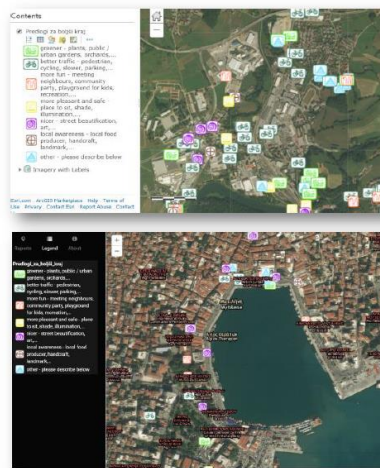 Contents
Predlogi za boljši kraj
greener - plants, public /
urban gardens, orchards,...
better traffic - pedestrian,
cycling, slower, parking,...
more fun - meeting
neighbours, community
party, playground for kids,
recreation,...
more pleasant and safe -
place to sit, shade,
illumination,...
nicer - street beautification,
art,...
local awareness - local food
producer, handcraft,
landmark,...
other - please describe below
Imagery with Labels
Esri.com ArcGIS Marketplace Help Terms of
Use Privacy Contact Esri Report Abuse Contact
Legend
About
Predlogi_za_boljši_kraj
greener - plants, public / urban
gardens, orchards,...
better traffic - pedestrian,
cycling, slower, parking,...
more fun - meeting neighbours,
community party, playground
for kids, recreation,...
more pleasant and safe - place
to sit, shade, illumination,...
nicer - street beautification,
art,...
local awareness - local food
producer, handcraft,
landmark,...
other - please describe below